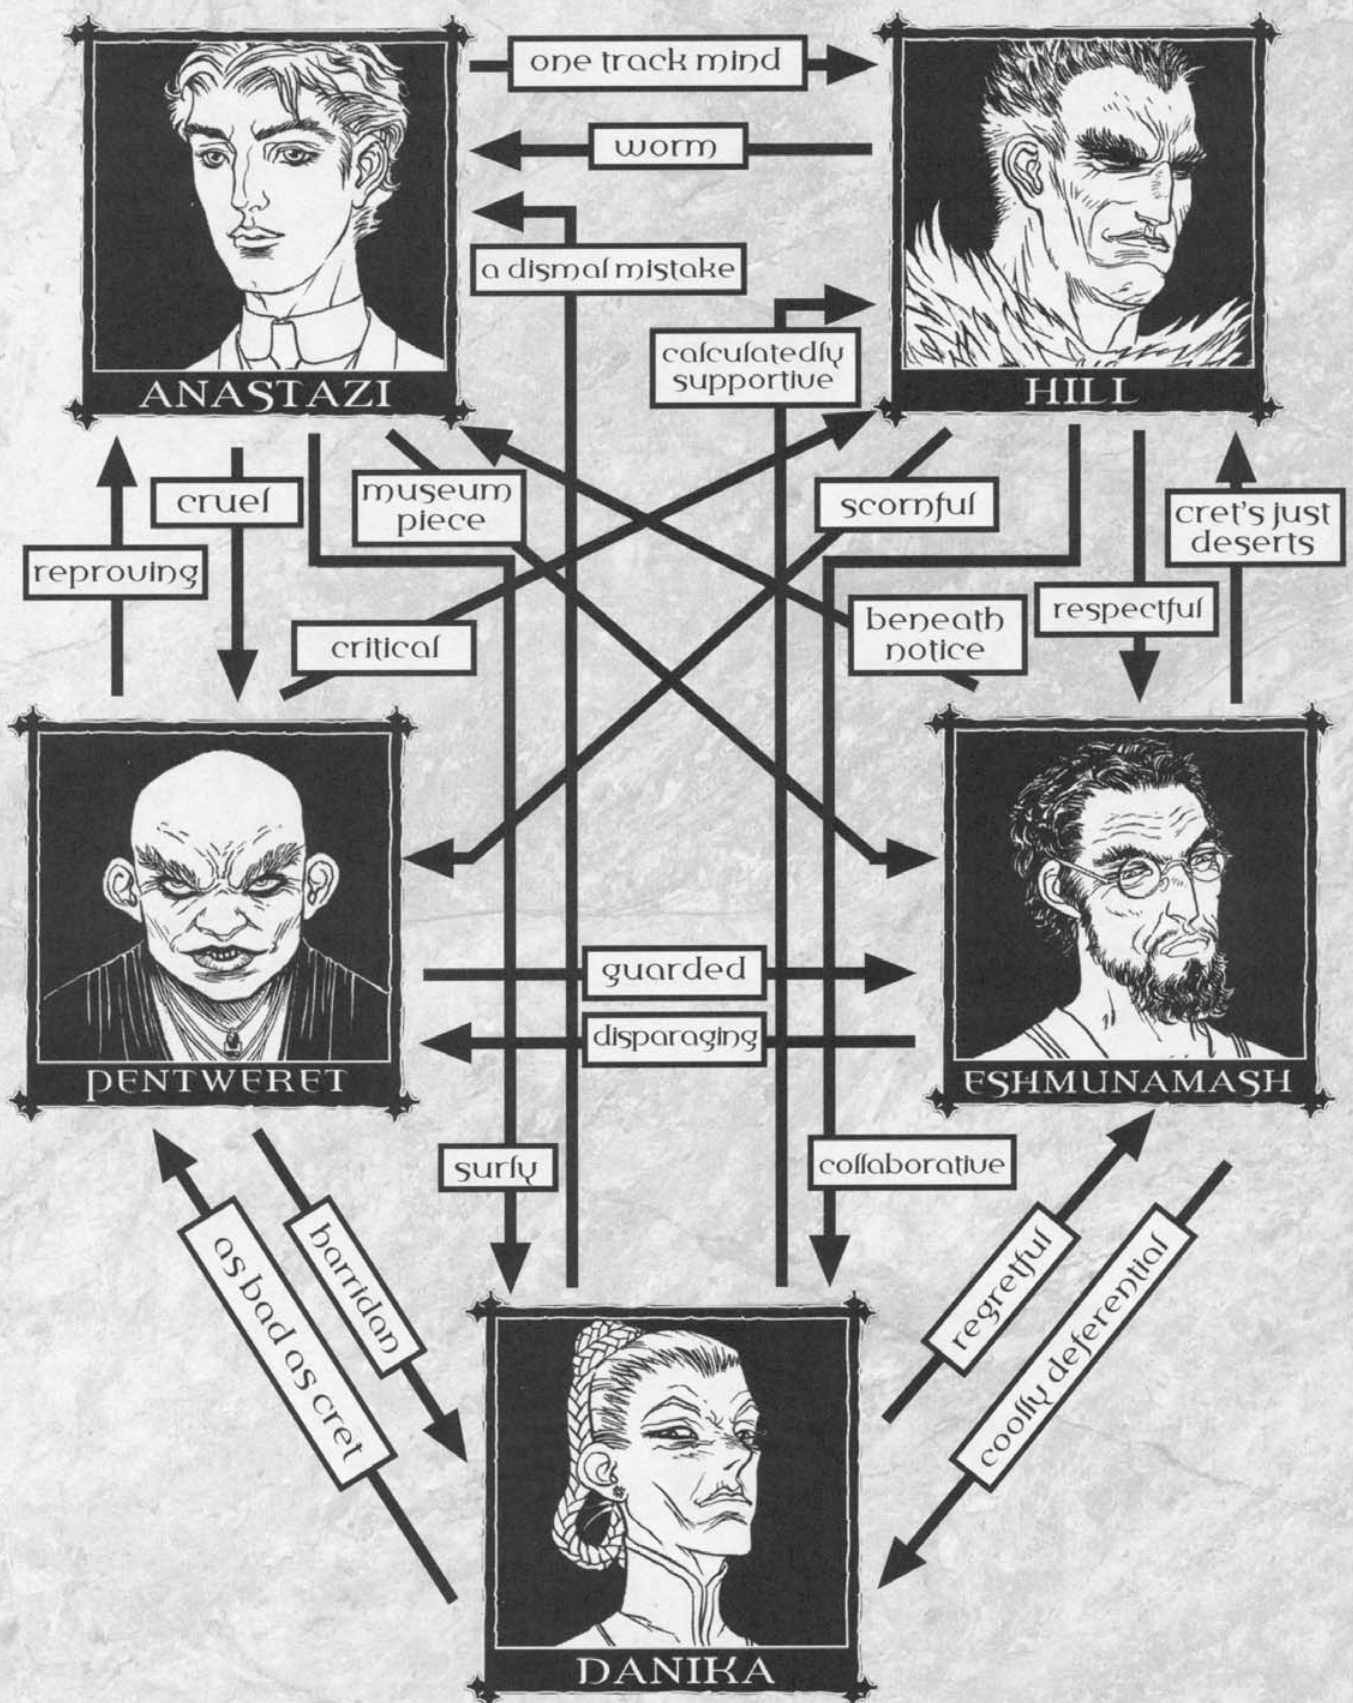 one track mind
worm
a dismal mistake
calculatedly
supportive
ANASTAZI
HILL
cruel
museum
piece
scornful
cret's just
deserts
reproving
critical
beneath
notice
respectful
guarded
disparaging
PENTWERET
ESHMUNAMASH
surly
collaborative
as bad as cret
harridan
regretful
coolly deferential
DANIKA